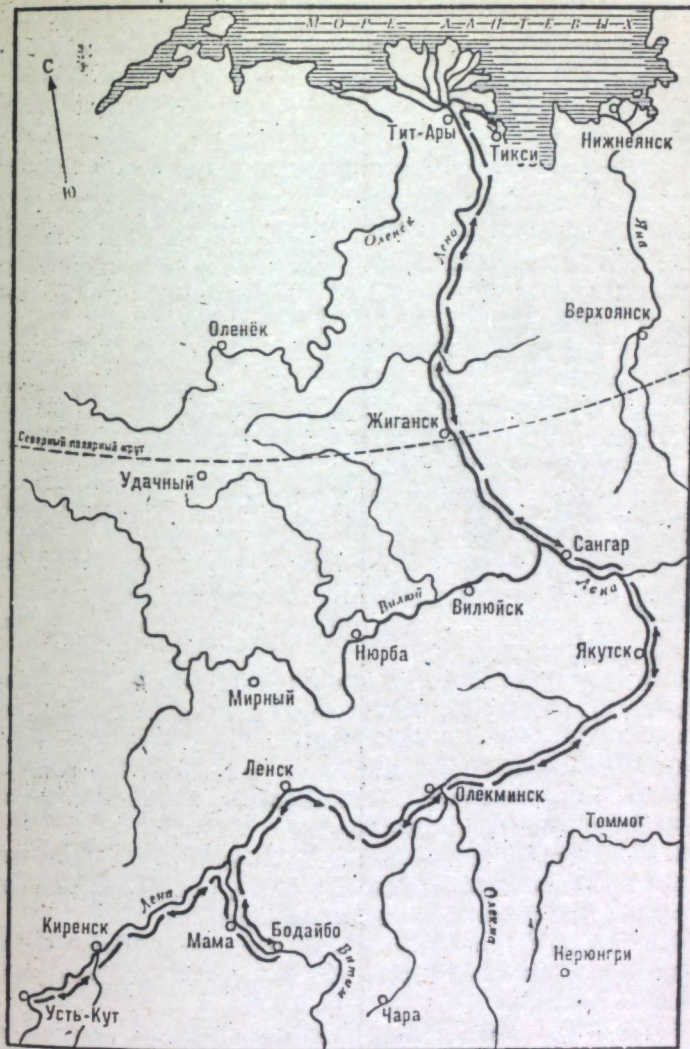 МОРЕ ЛАПТЕВЫХ
С
Ю
Тит-Ары
Тикси
Нижнеянск
Оленёк
Лена
Яна
Оленёк
Верхоянск
Жиганск
Северный полярный круг
Удачный
Сангар
Лена
Вилюй
Вилюйск
Нюрба
Якутск
Мирный
Ленск
Олекминск
Томмот
Лена
Олекма
Киренск
Мама
Бодайбо
Витим
Нерюнгри
Усть-Кут
Чара